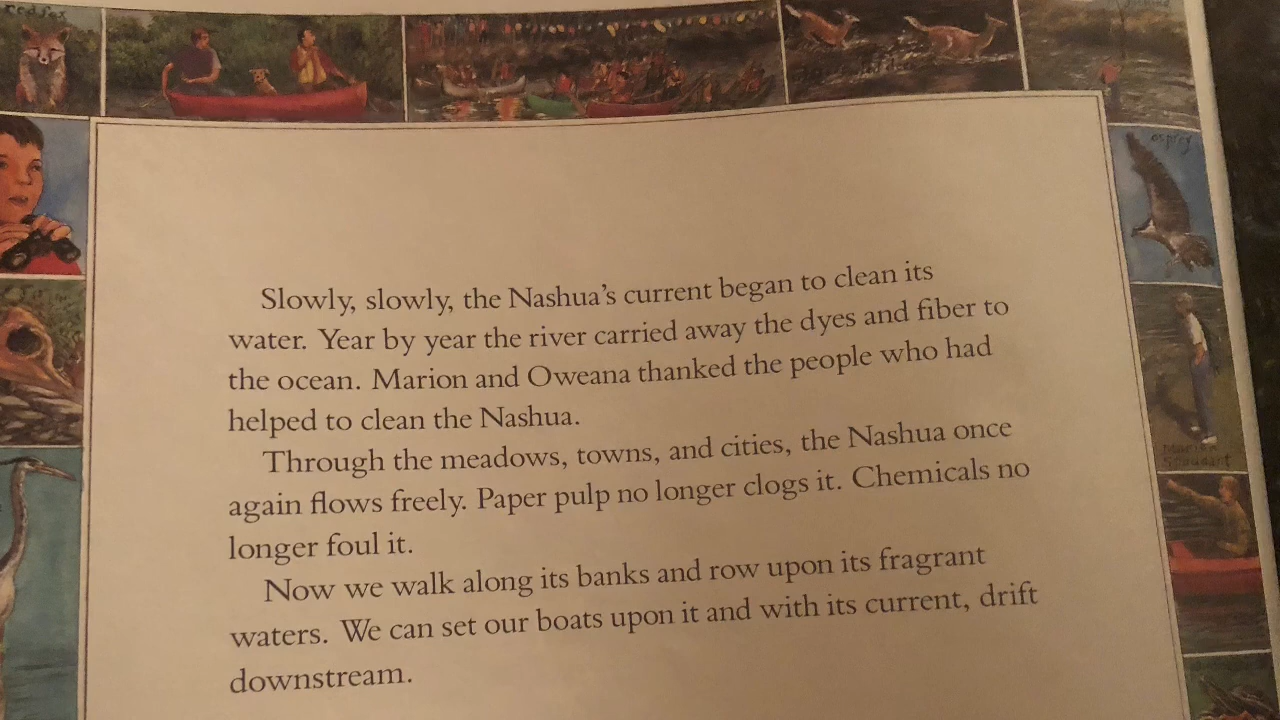 red fox
osprey
Slowly, slowly, the Nashua's current began to clean its
water. Year by year the river carried away the dyes and fiber to
the ocean. Marion and Oweana thanked the people who had
helped to clean the Nashua.
Through the meadows, towns, and cities, the Nashua once
again flows freely. Paper pulp no longer clogs it. Chemicals no
longer foul it.
Now we walk along its banks and row upon its fragrant
waters. We can set our boats upon it and with its current, drift
downstream.
Marion
Stoddart